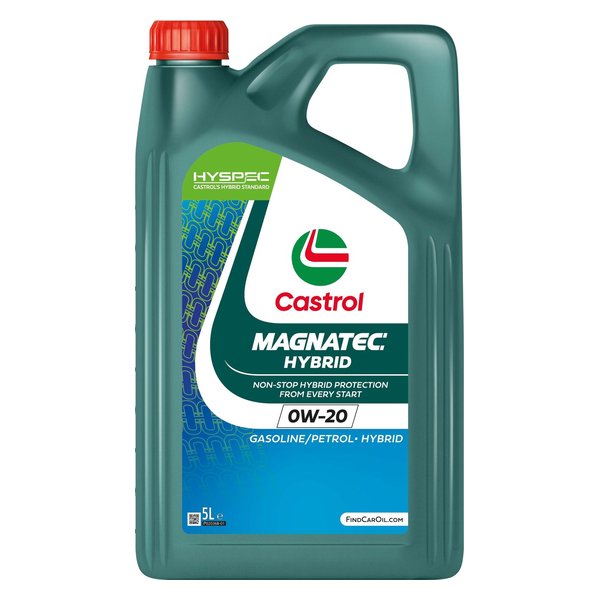 HYSPEC
CASTROL'S HYBRID STANDARD
Castrol
MAGNATEC
HYBRID
NON-STOP HYBRID PROTECTION
FROM EVERY START
0W-20
GASOLINE/PETROL • HYBRID
5L e
FINDCAROIL.COM